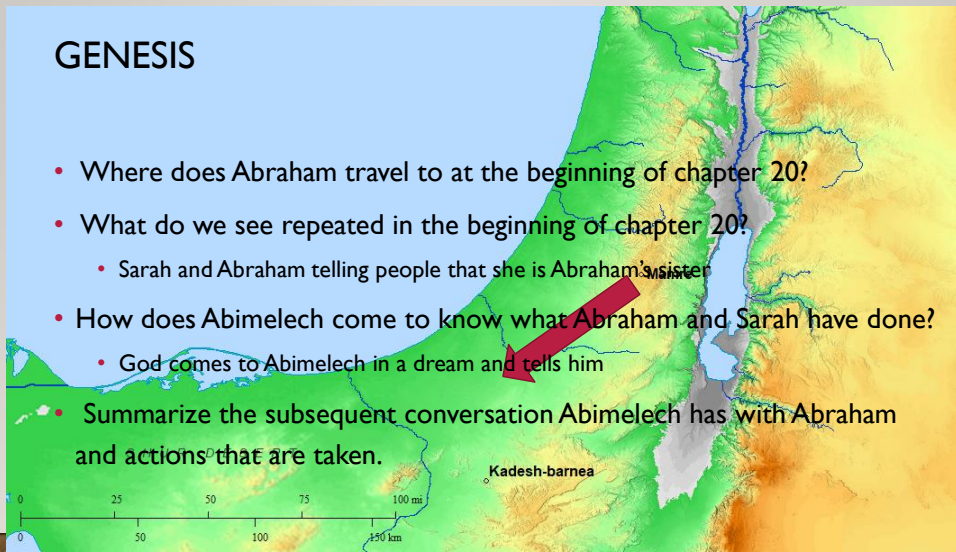 GENESIS
• Where does Abraham travel to at the beginning of chapter 20?
• What do we see repeated in the beginning of chapter 20?
• Sarah and Abraham telling people that she is Abraham's sister
Mamre
• How does Abimelech come to know what Abraham and Sarah have done?
• God comes to Abimelech in a dream and tells him
• Summarize the subsequent conversation Abimelech has with Abraham
and actions that are taken.
Kadesh-barnea
0 25 50 75 100 mi
0 50 100 150 km